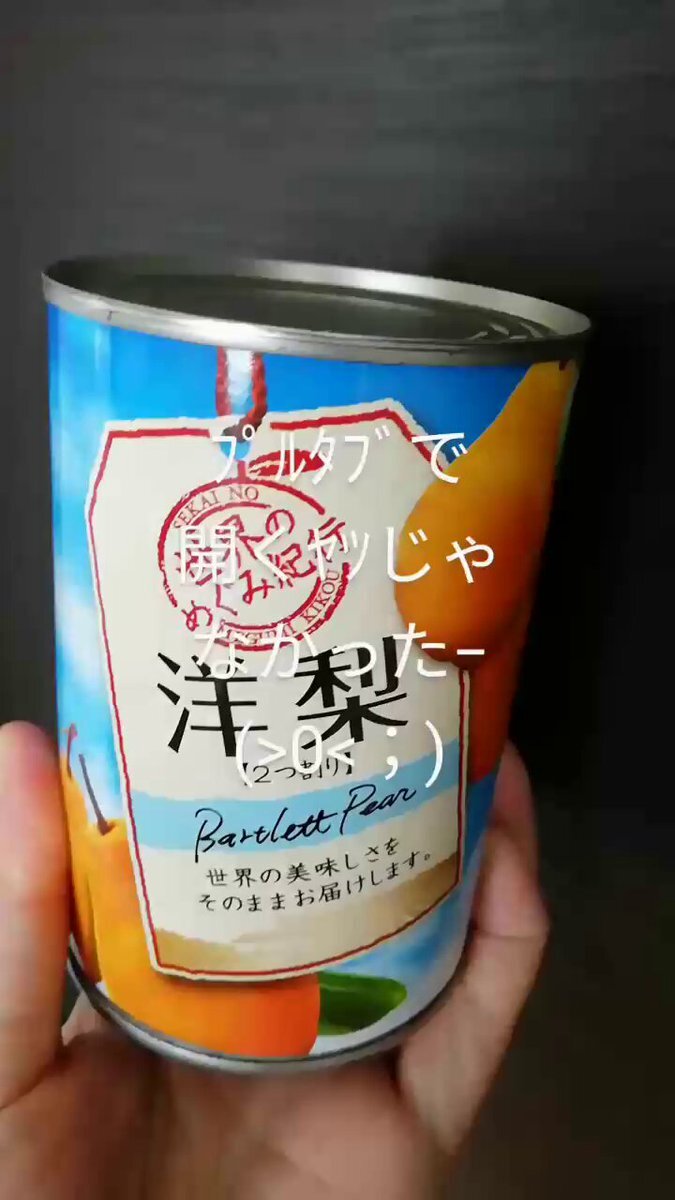 SEKAI NO
世界の
めぐみ紀行
MEGUMI KIKOU
ﾌﾟﾙﾀﾌﾞで
開くﾔﾂじゃ
なかったｰ
(>0<；)
洋梨
【2つ割り】
Bartlett Pear
世界の美味しさを
そのままお届けします。